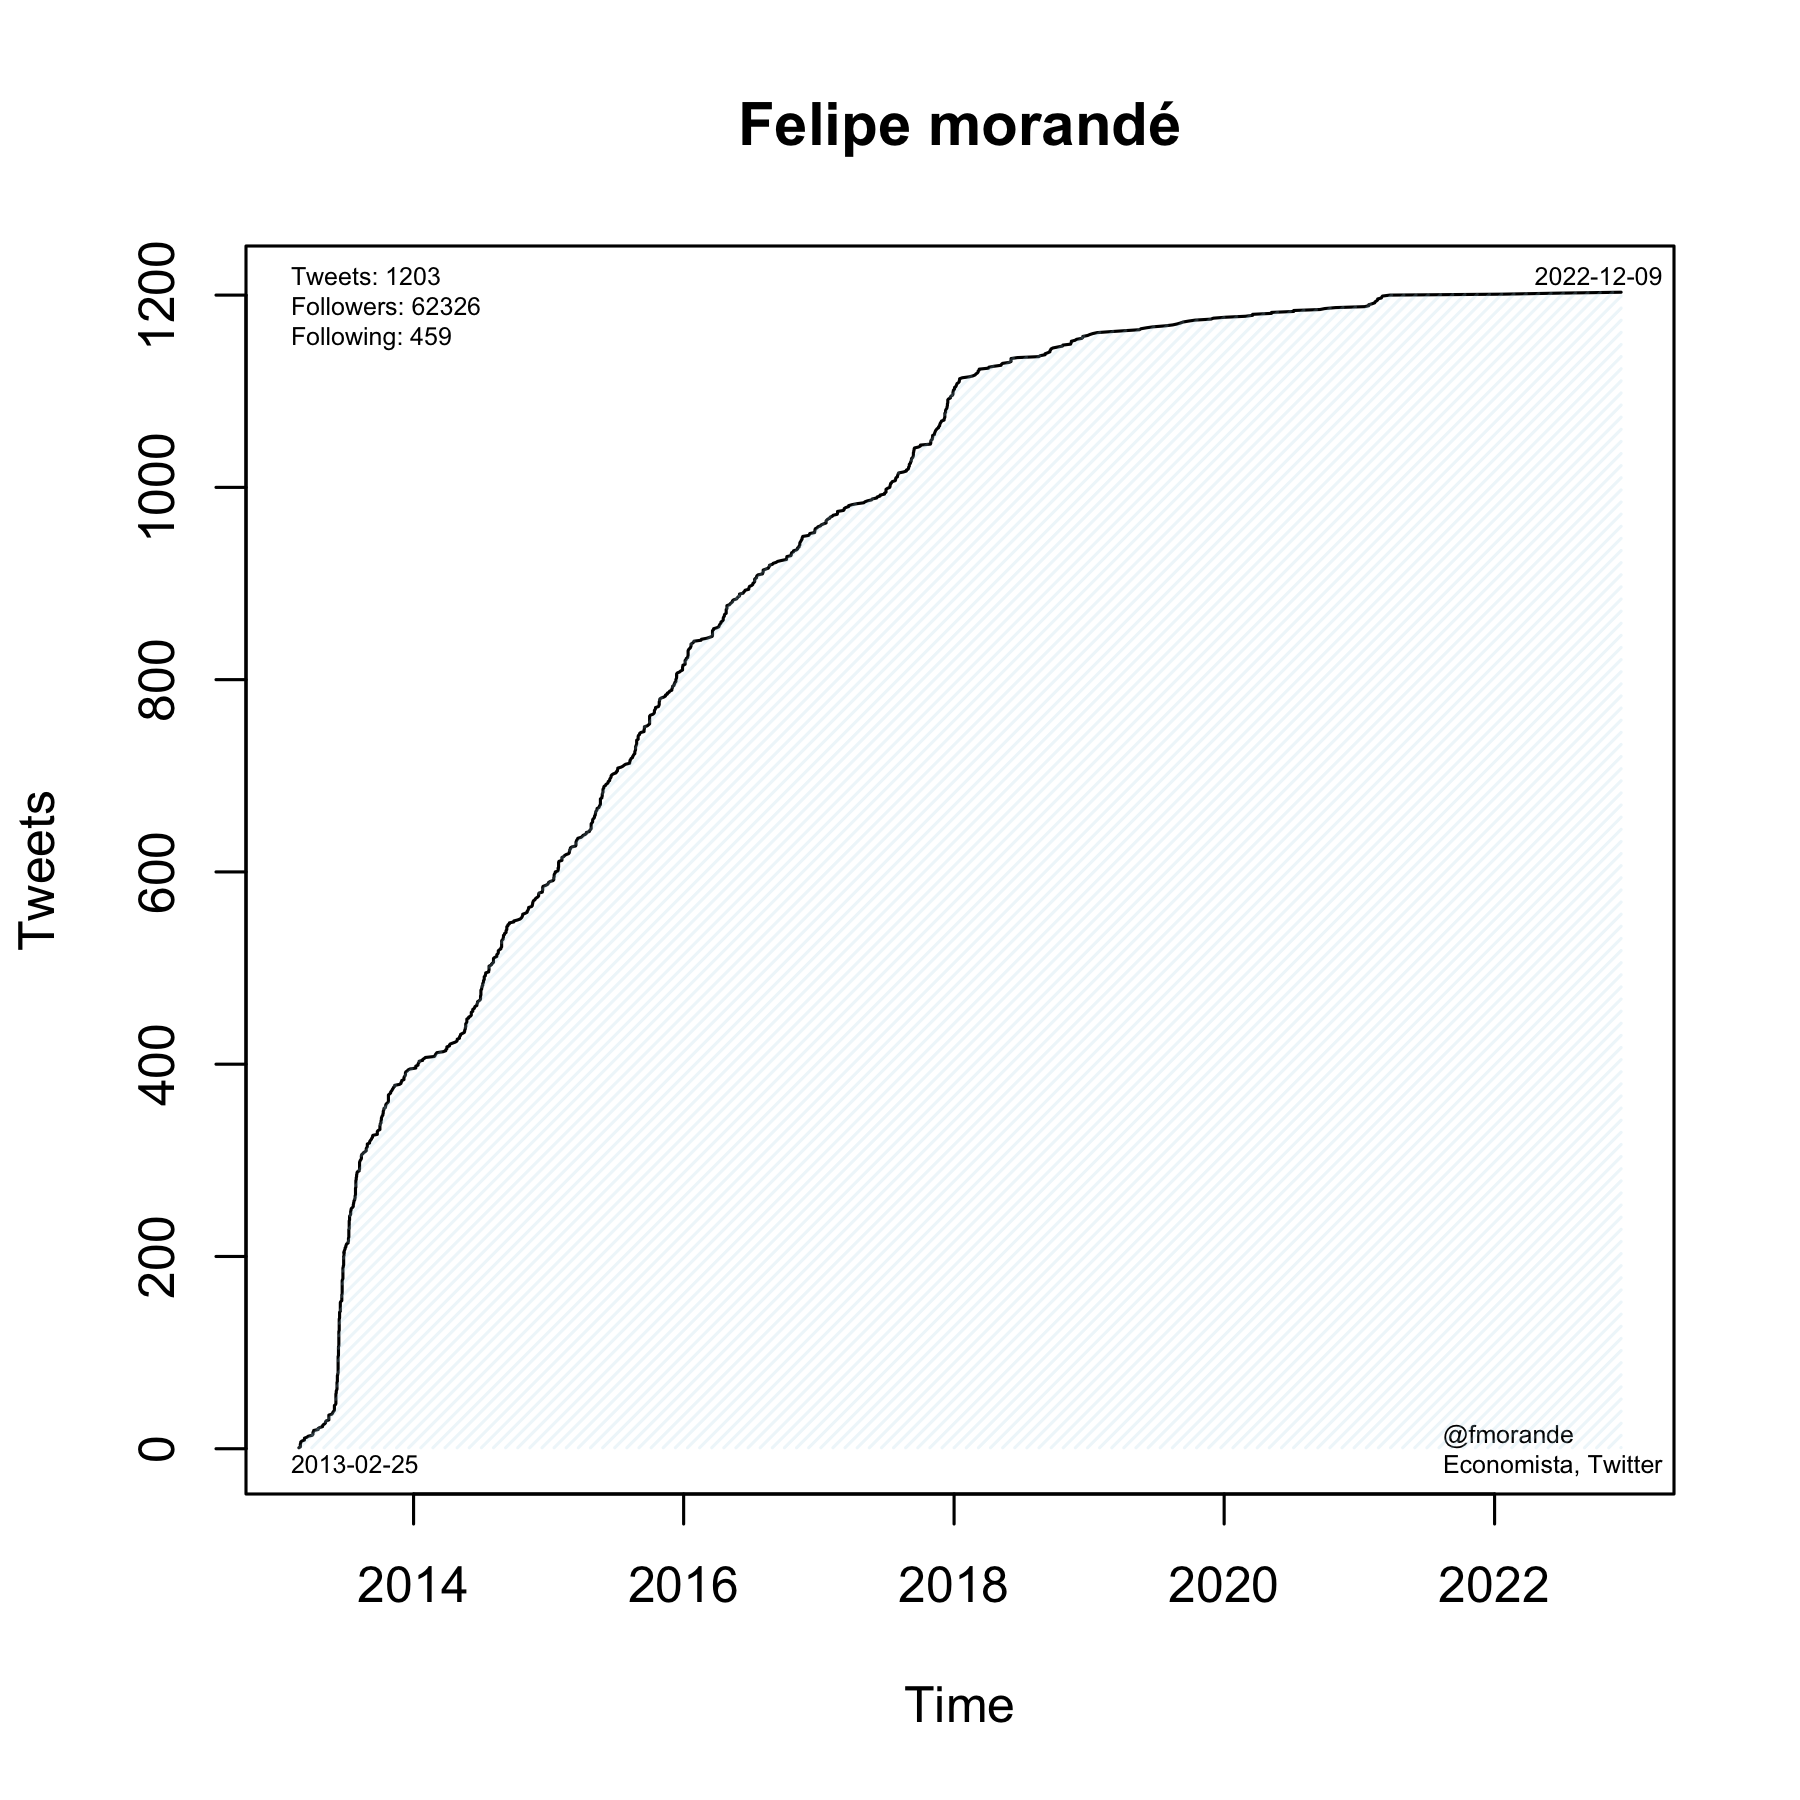 Felipe morandé
Tweets: 1203
Followers: 62326
Following: 459
2022-12-09
1200
1000
800
600
400
200
0
Tweets
@fmorande
Economista, Twitter
2013-02-25
2014
2016
2018
2020
2022
Time